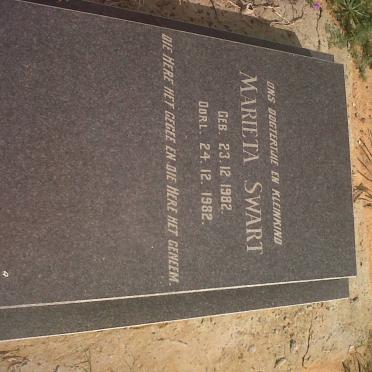 ONS DOGTERTJIE EN KLEINKIND
MARIETA SWART
GEB. 23.12 1982.
OORL. 24.12. 1982.
DIE HERE HET GEGEE EN DIE HERE HET GENEEM.